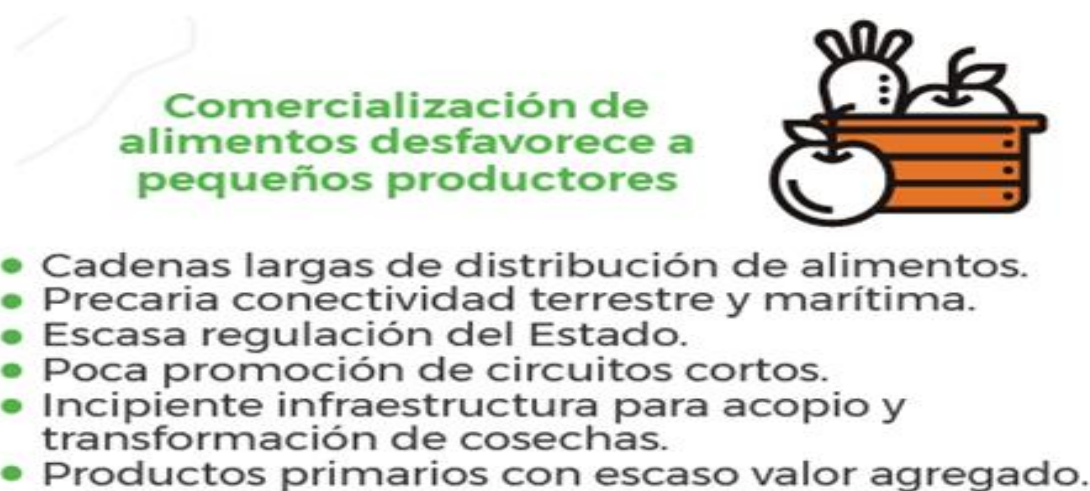 Comercialización de
alimentos desfavorece a
pequeños productores
Cadenas largas de distribución de alimentos.
Precaria conectividad terrestre y marítima.
Escasa regulación del Estado.
Poca promoción de circuitos cortos.
Incipiente infraestructura para acopio y
transformación de cosechas.
Productos primarios con escaso valor agregado.